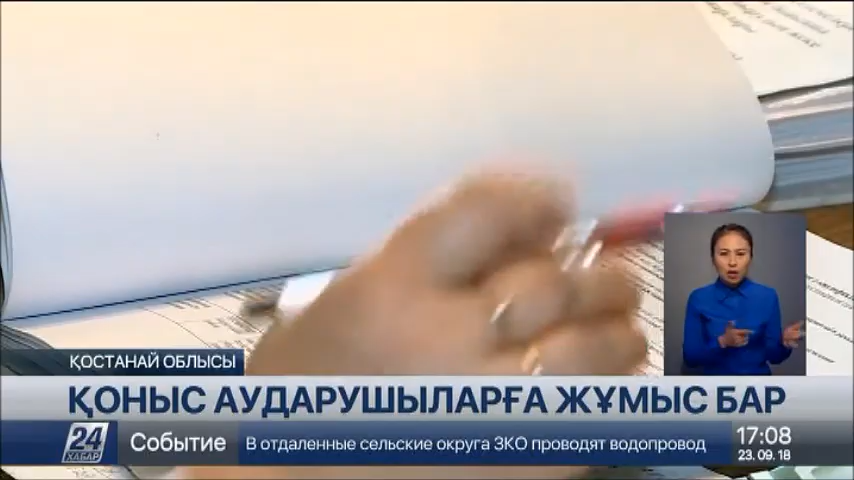 ҚОСТАНАЙ ОБЛЫСЫ
ҚОНЫС АУДАРУШЫЛАРҒА ЖҰМЫС БАР
24 ХАБАР
Событие
В отдаленные сельские округа ЗКО проводят водопровод
17:08
23.09.18